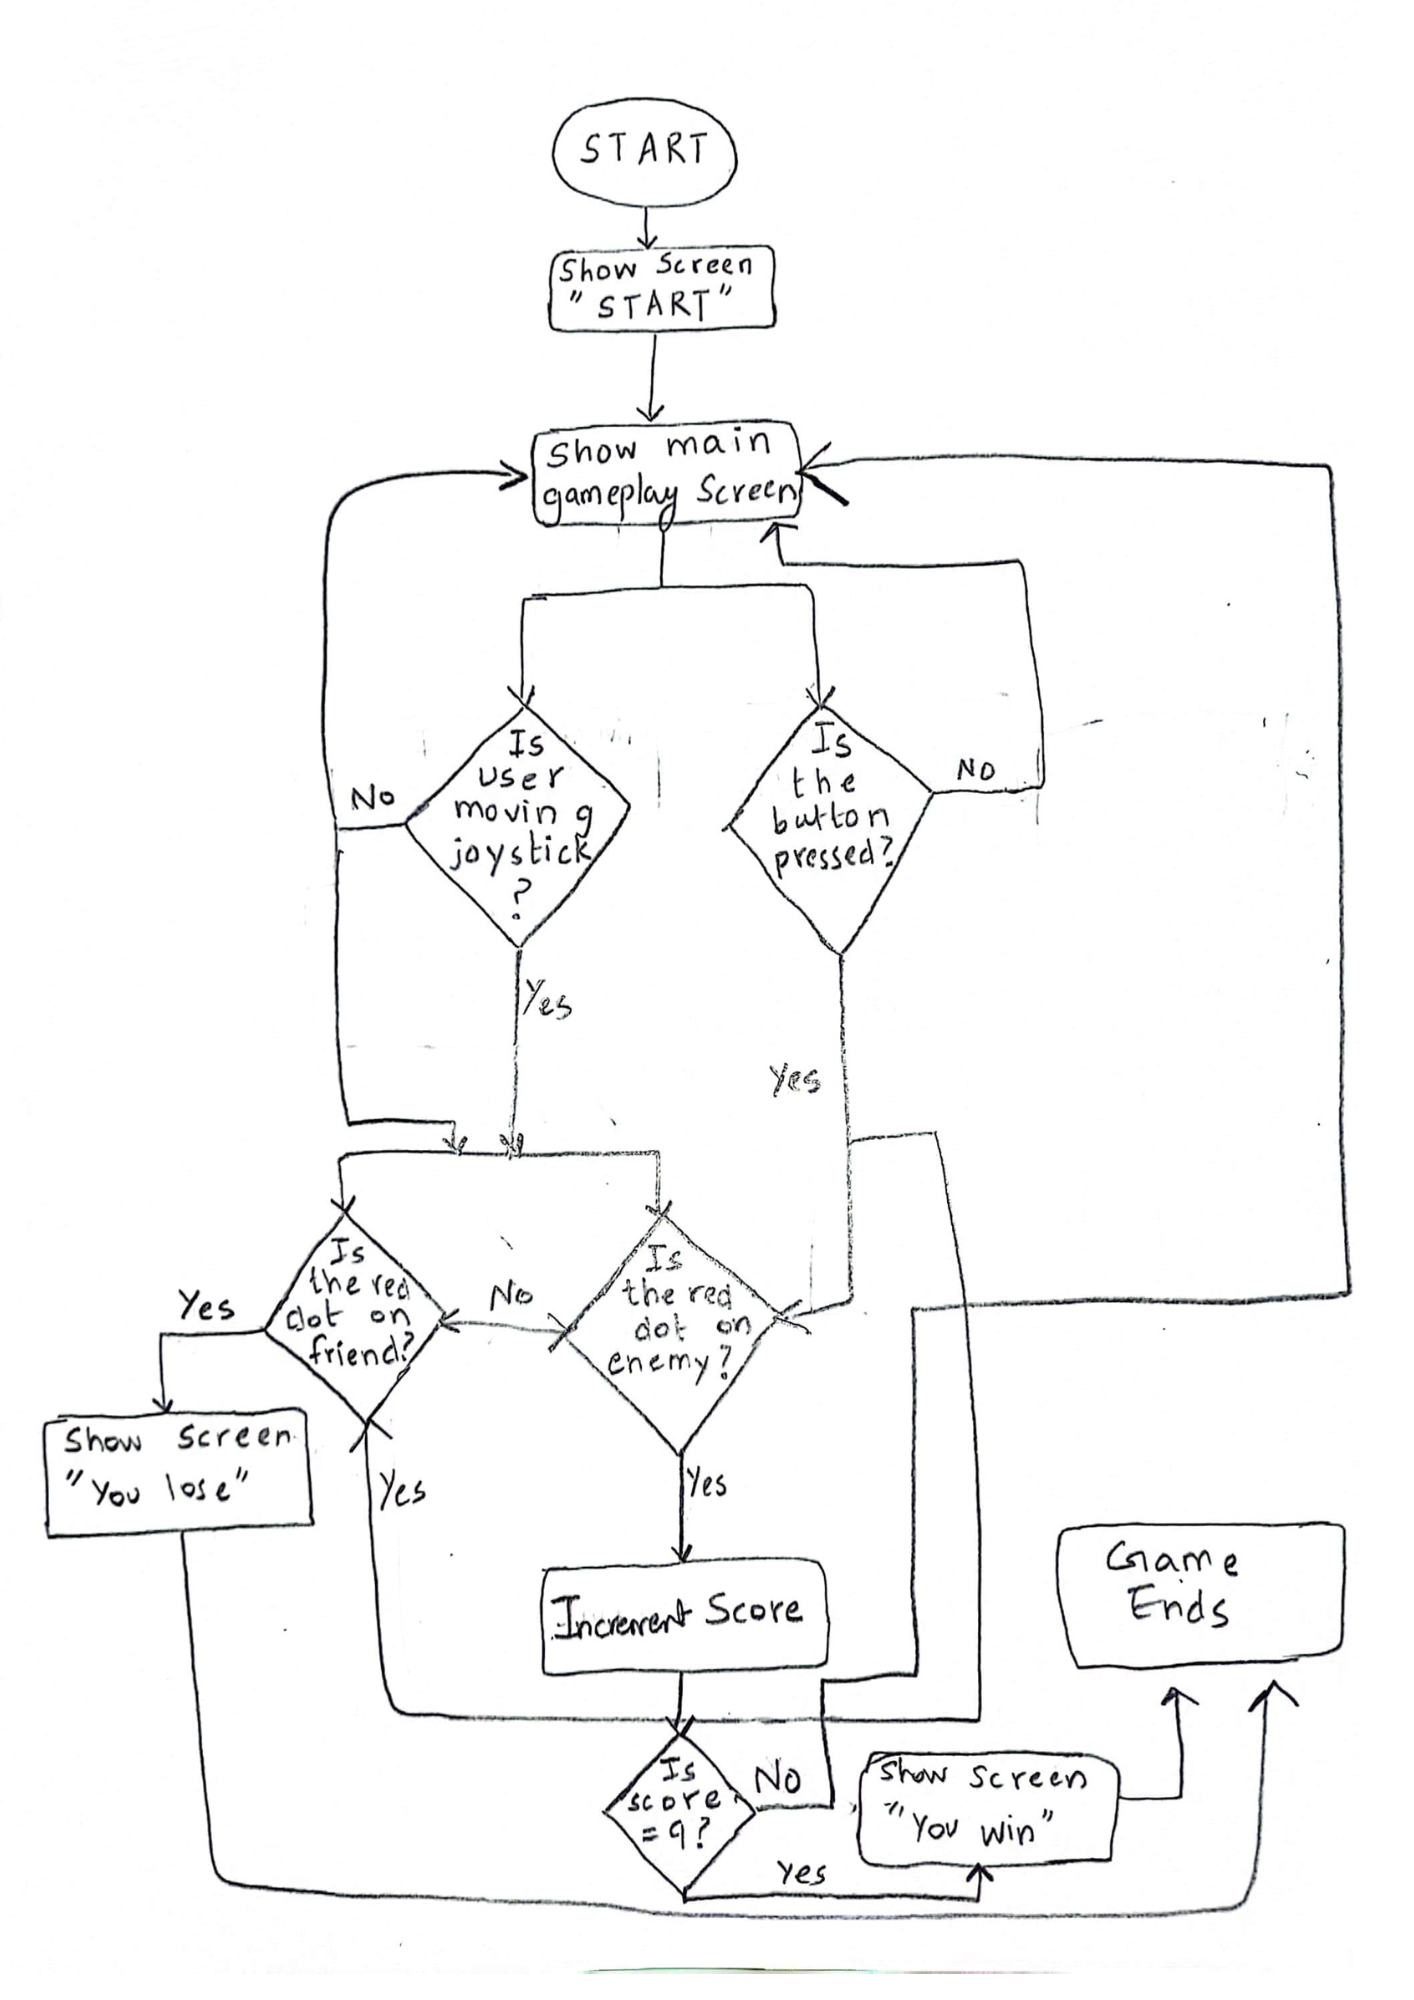 START
Show Screen
"START"
Show main
gameplay Screen
Is
user
moving
joystick
?
No
Yes
Is
the
button
pressed?
NO
Yes
Is
the red
dot on
friend?
Yes
No
Is
the red
dot on
enemy?
Show Screen
"You lose"
Yes
Yes
Increment Score
Game
Ends
Is
score
= 9?
No
Yes
Show Screen
"You win"